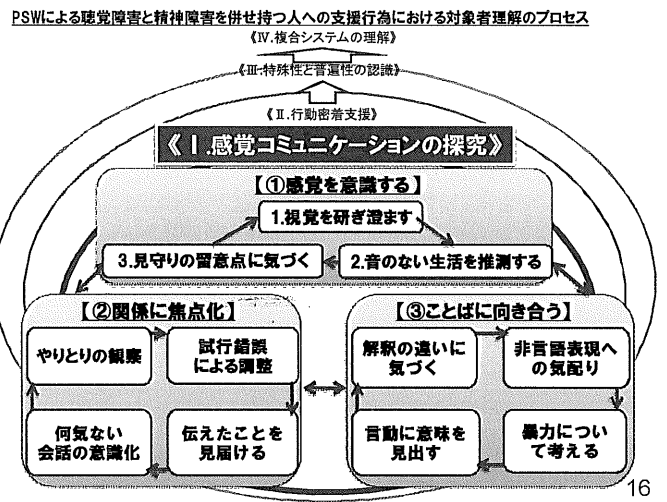 PSWによる聴覚障害と精神障害を併せ持つ人への支援行為における対象者理解のプロセス
《Ⅳ.複合システムの理解》
《Ⅲ.特殊性と普遍性の認識》
《Ⅱ.行動密着支援》
《Ⅰ.感覚コミュニケーションの探究》
【①感覚を意識する】
1.視覚を研ぎ澄ます
3.見守りの留意点に気づく
2.音のない生活を推測する
【②関係に焦点化】
やりとりの観察
試行錯誤
による調整
何気ない
会話の意識化
伝えたことを
見届ける
【③ことばに向き合う】
解釈の違いに
気づく
非言語表現へ
の気配り
言動に意味を
見出す
暴力につい
て考える
16